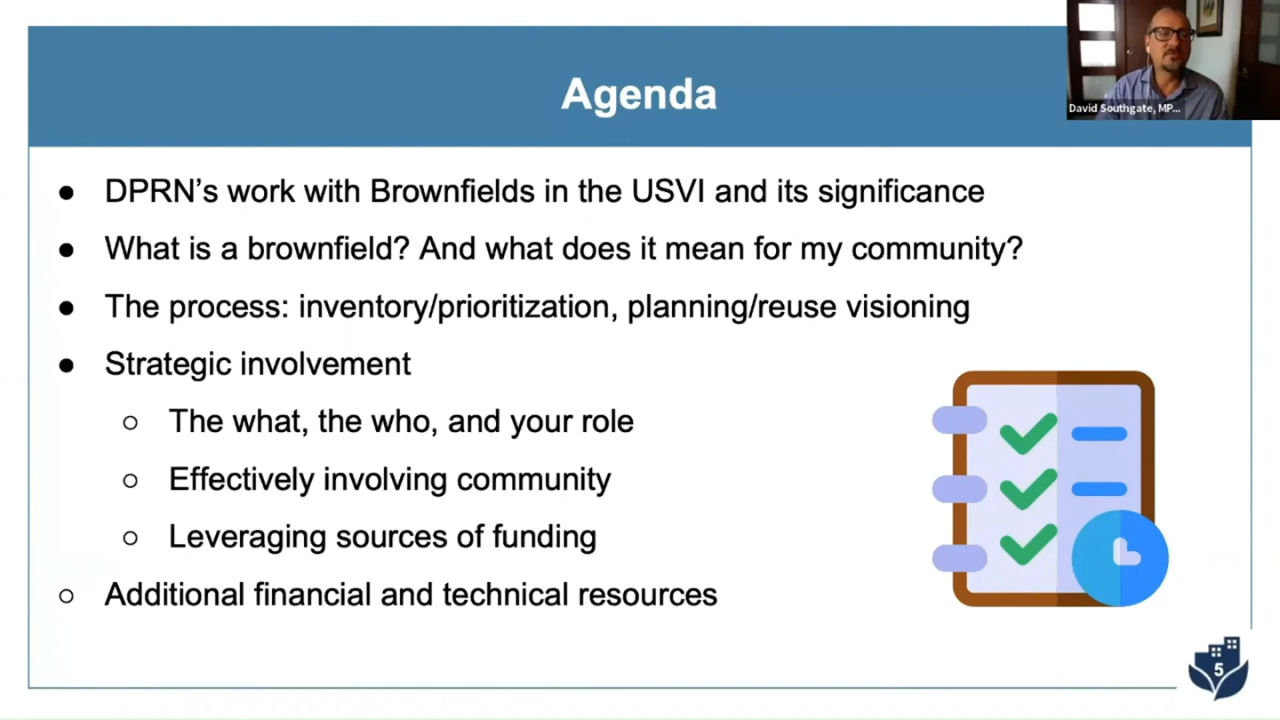 Agenda
David Southgate, MP...
● DPRN's work with Brownfields in the USVI and its significance
● What is a brownfield? And what does it mean for my community?
● The process: inventory/prioritization, planning/reuse visioning
● Strategic involvement
○ The what, the who, and your role
○ Effectively involving community
○ Leveraging sources of funding
○ Additional financial and technical resources
5